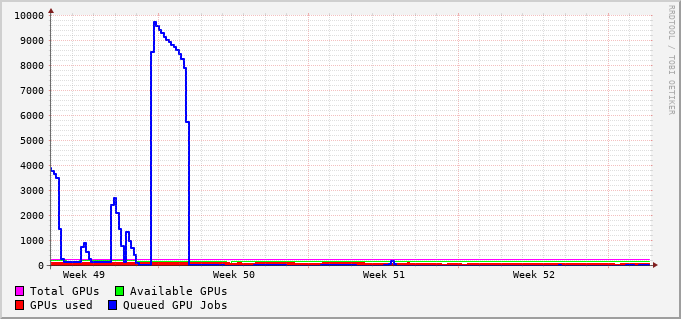 10000
9000
8000
7000
6000
5000
4000
3000
2000
1000
0
Week 49 Week 50 Week 51 Week 52
Total GPUs Available GPUs
GPUs used Queued GPU Jobs
RRDTOOL / TOBI OETIKER